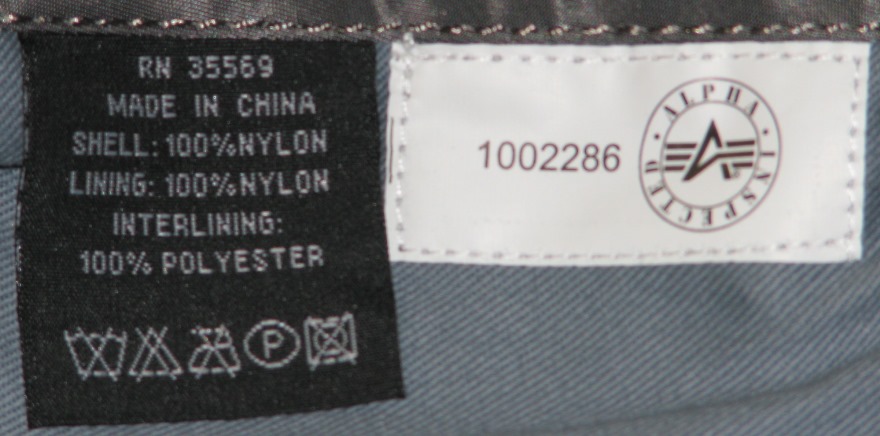 RN 35569
MADE IN CHINA
SHELL: 100%NYLON
LINING: 100%NYLON
INTERLINING:
100% POLYESTER
P
1002286
ALPHA
INSPECTED